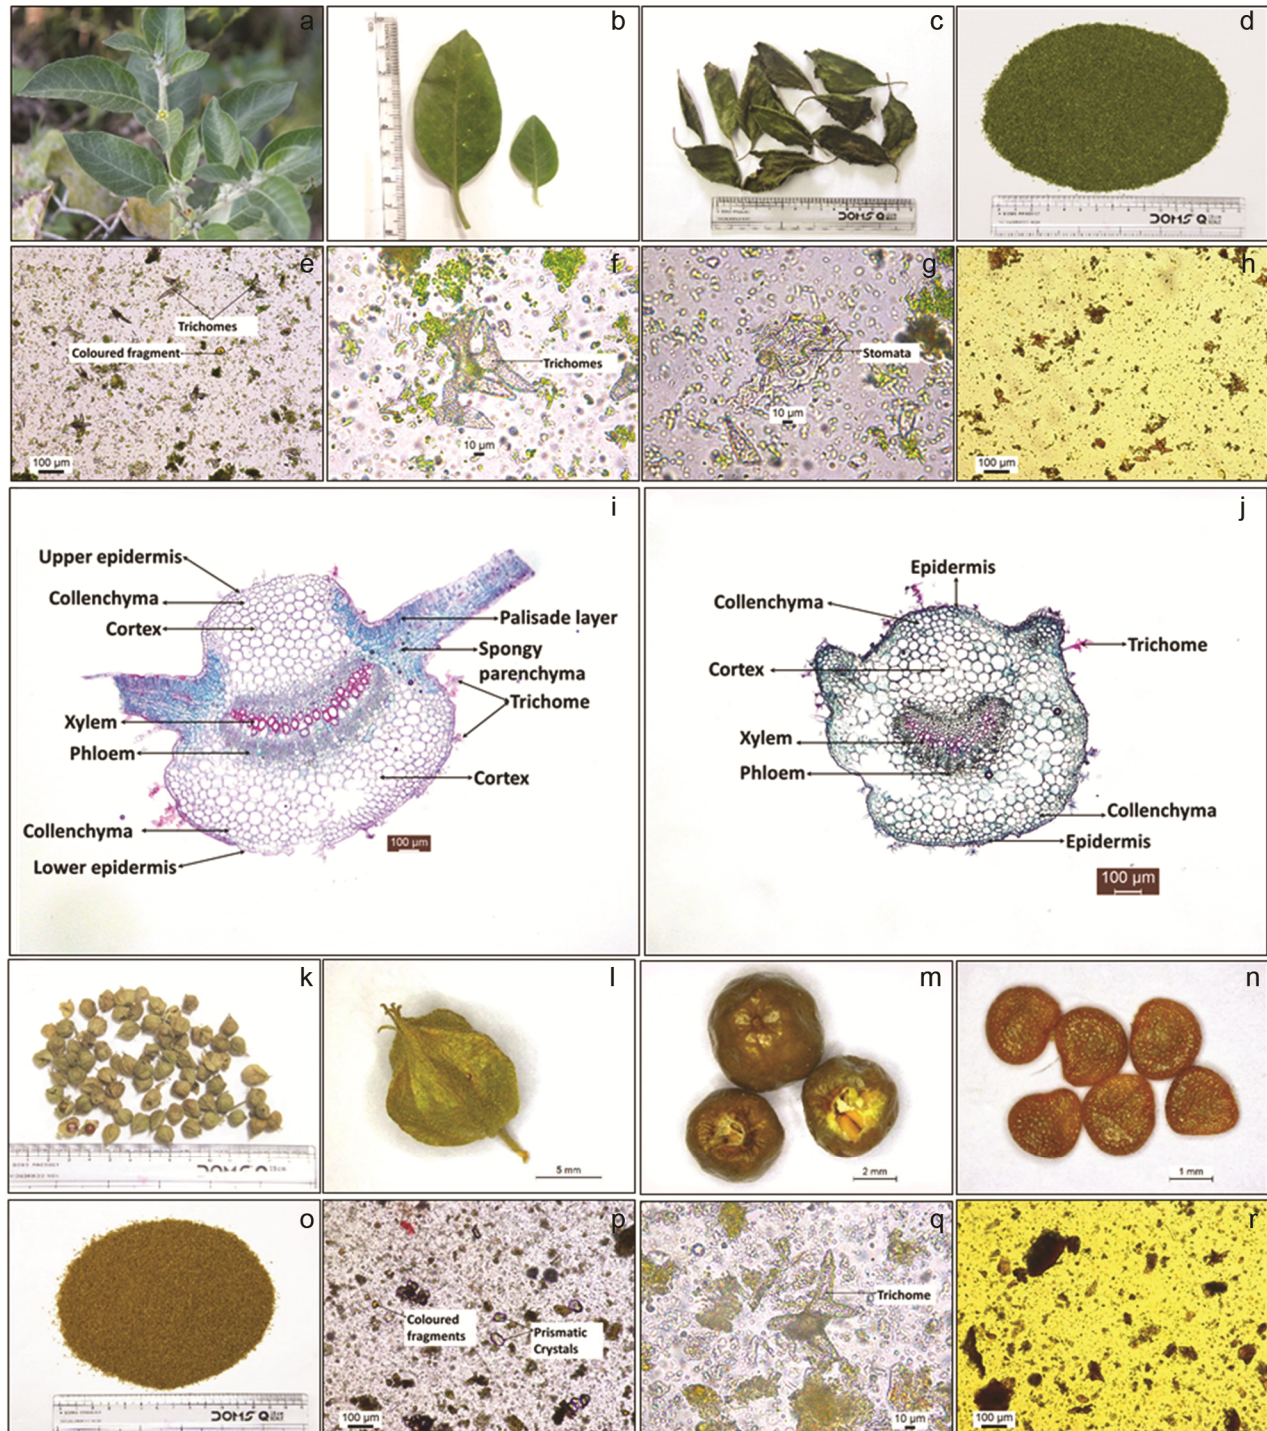 a
b
c
DOMS
d
DOMS
e
Trichomes
Coloured fragment
100 µm
f
Trichomes
10 µm
g
Stomata
10 µm
h
100 µm
i
Upper epidermis
Collenchyma
Cortex
Palisade layer
Spongy
parenchyma
Trichome
Xylem
Phloem
Cortex
Collenchyma
Lower epidermis
100 µm
j
Epidermis
Collenchyma
Trichome
Cortex
Xylem
Phloem
Collenchyma
Epidermis
100 µm
k
DOMS
l
5 mm
m
2 mm
n
1 mm
o
DOMS
p
Coloured
fragments
Prismatic
Crystals
100 µm
q
Trichome
10 µm
r
100 µm